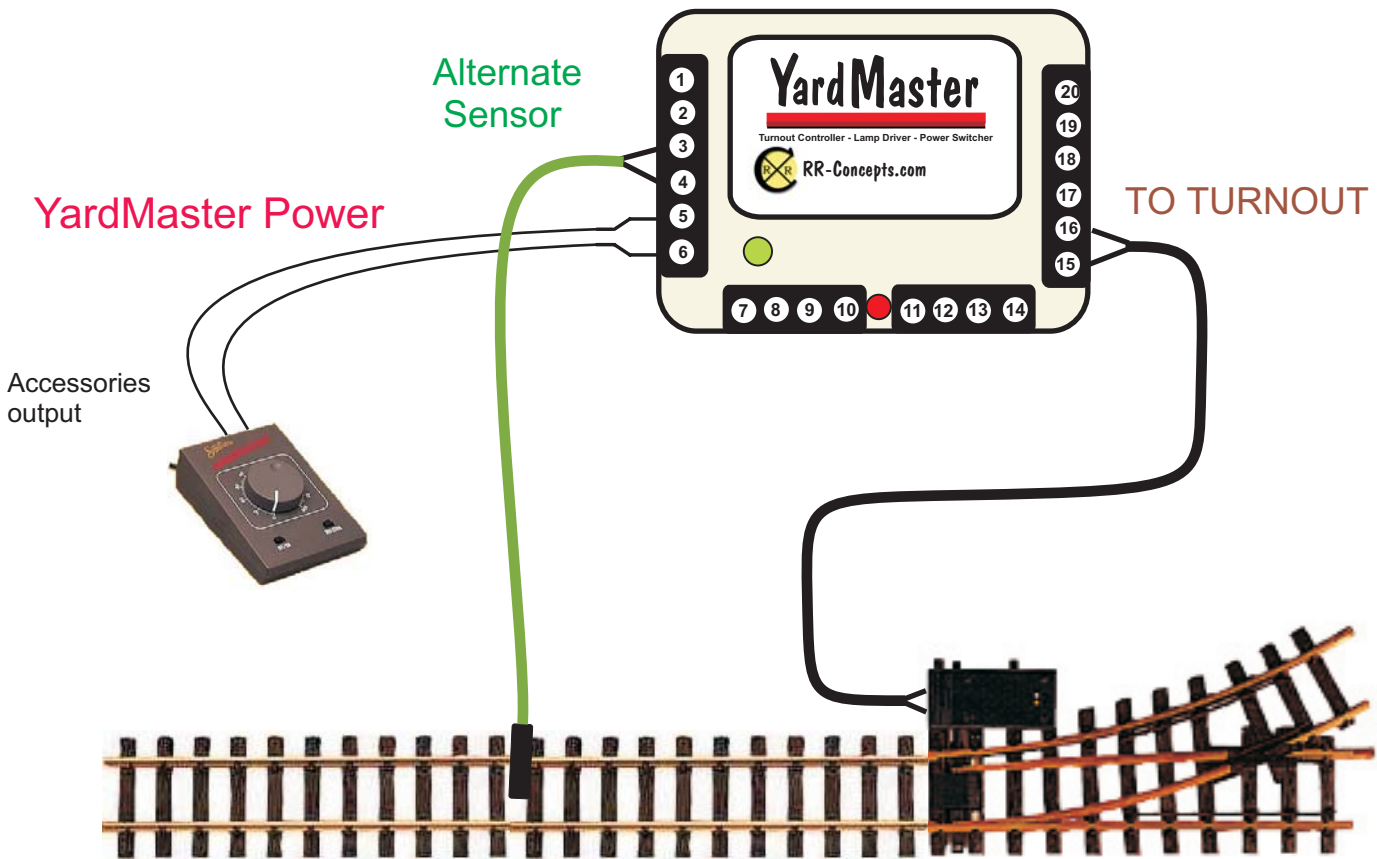 Alternate
Sensor
YardMaster Power
Accessories
output
YardMaster
Turnout Controller - Lamp Driver - Power Switcher
R R
RR-Concepts.com
TO TURNOUT
1
2
3
4
5
6
7 8 9 10 11 12 13 14
20
19
18
17
16
15